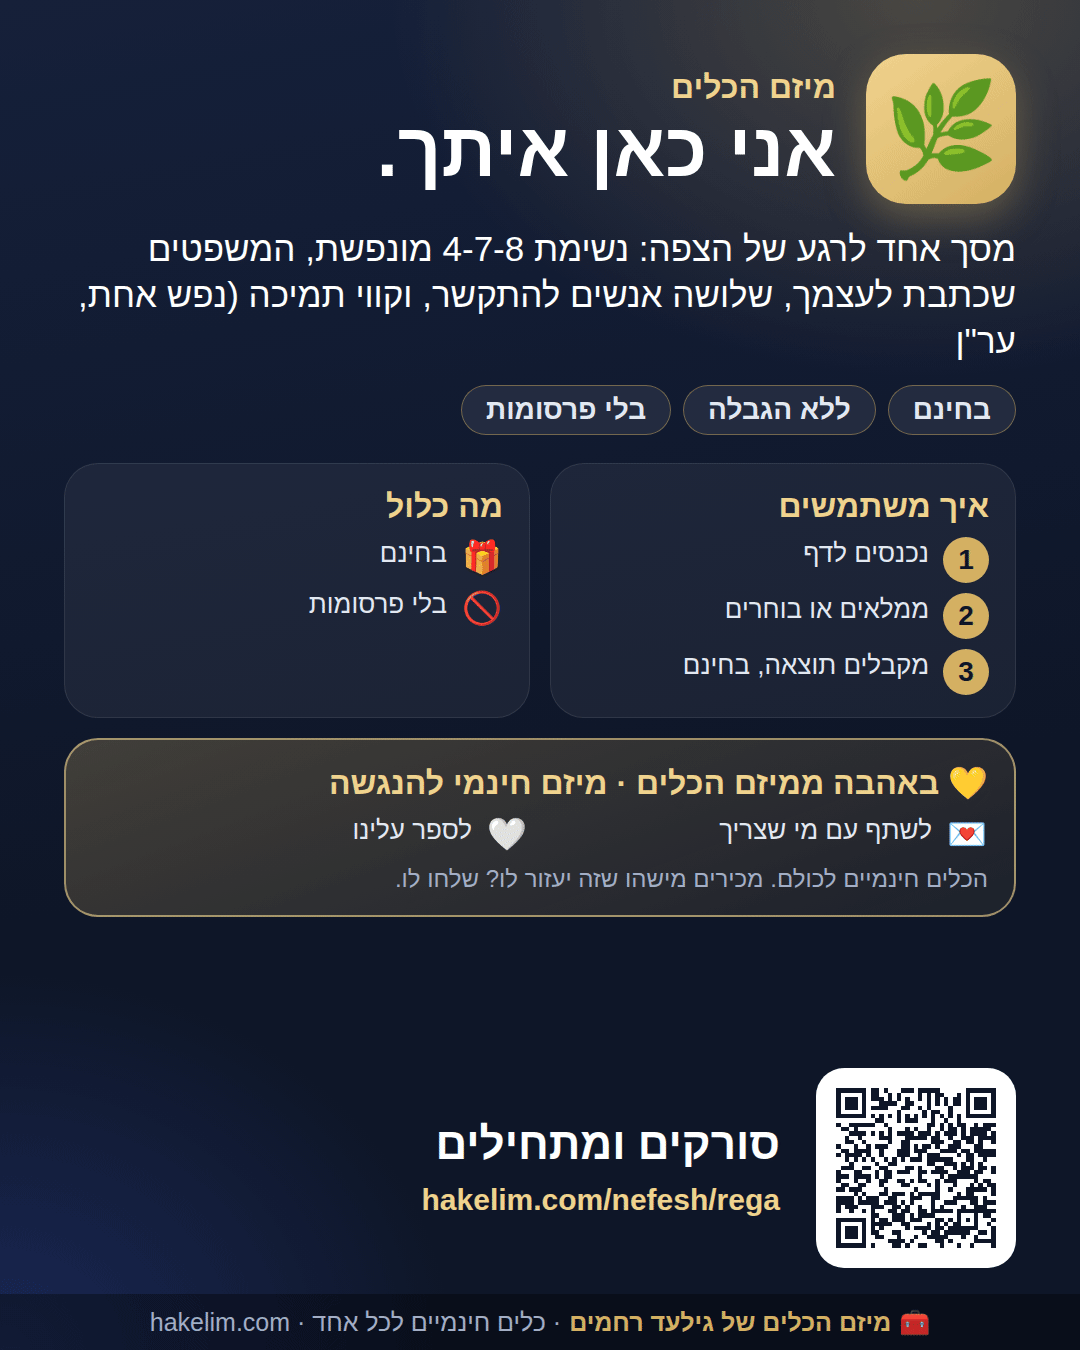 מיזם הכלים
אני כאן איתך.
מסך אחד לרגע של הצפה: נשימת 4-7-8 מונפשת, המשפטים
שכתבת לעצמך, שלושה אנשים להתקשר, וקווי תמיכה (נפש אחת,
ער"ן
בחינם
ללא הגבלה
בלי פרסומות
איך משתמשים
1 נכנסים לדף
2 ממלאים או בוחרים
3 מקבלים תוצאה, בחינם
מה כלול
בחינם
בלי פרסומות
באהבה ממיזם הכלים · מיזם חינמי להנגשה
לשתף עם מי שצריך
לספר עלינו
הכלים חינמיים לכולם. מכירים מישהו שזה יעזור לו? שלחו לו.
סורקים ומתחילים
hakelim.com/nefesh/rega
מיזם הכלים של גילעד רחמים · כלים חינמיים לכל אחד · hakelim.com